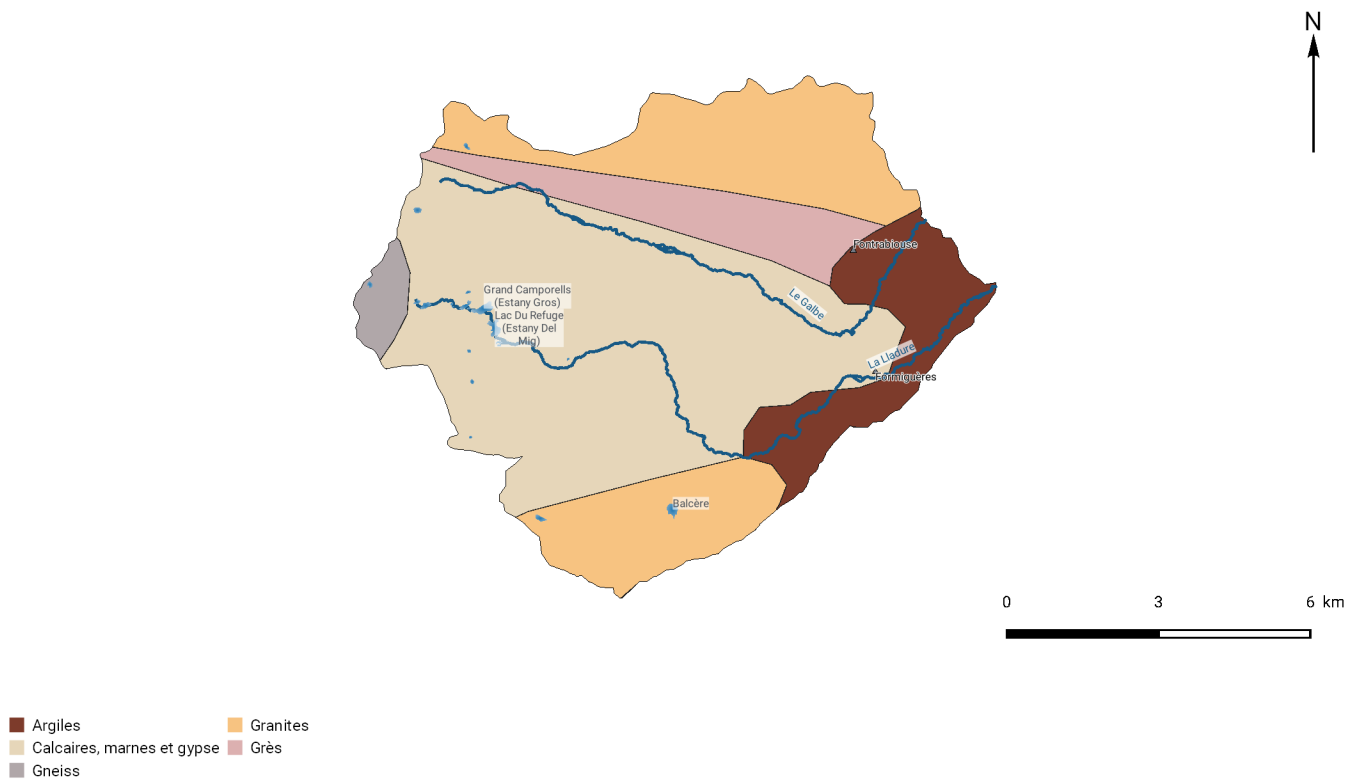 N
Fontrabiouse
Grand Camporells
(Estany Gros)
Lac Du Refuge
(Estany Del
Mig)
Le Galbe
La Lladure
Formiguères
Balcère
0 3 6 km
Argiles
Calcaires, marnes et gypse
Gneiss
Granites
Grès